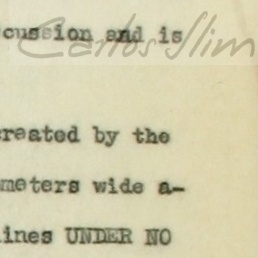 cussion and is
Carlos Slim
created by the
meters wide a-
ines UNDER NO